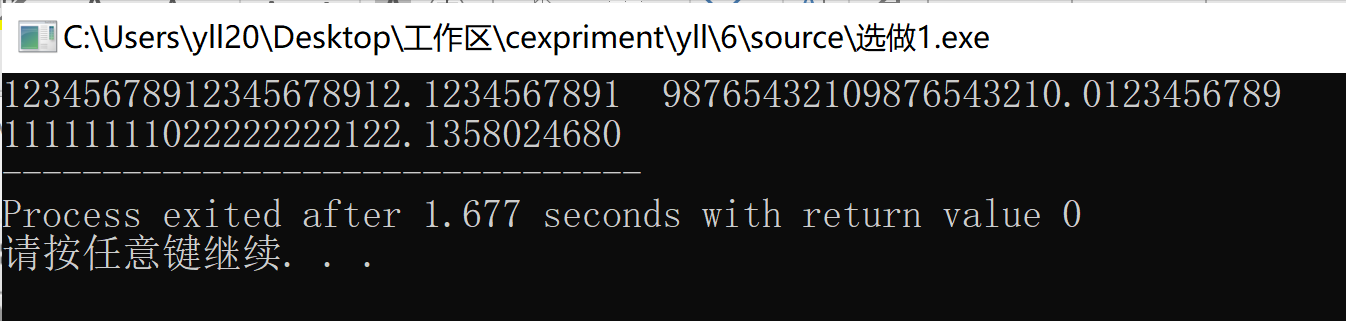 C:\Users\yll20\Desktop\工作区\cexpriment\yll\6\source\选做1.exe
12345678912345678912.1234567891  98765432109876543210.0123456789
111111111022222222122.1358024680
--------------------------------
Process exited after 1.677 seconds with return value 0
请按任意键继续. . .